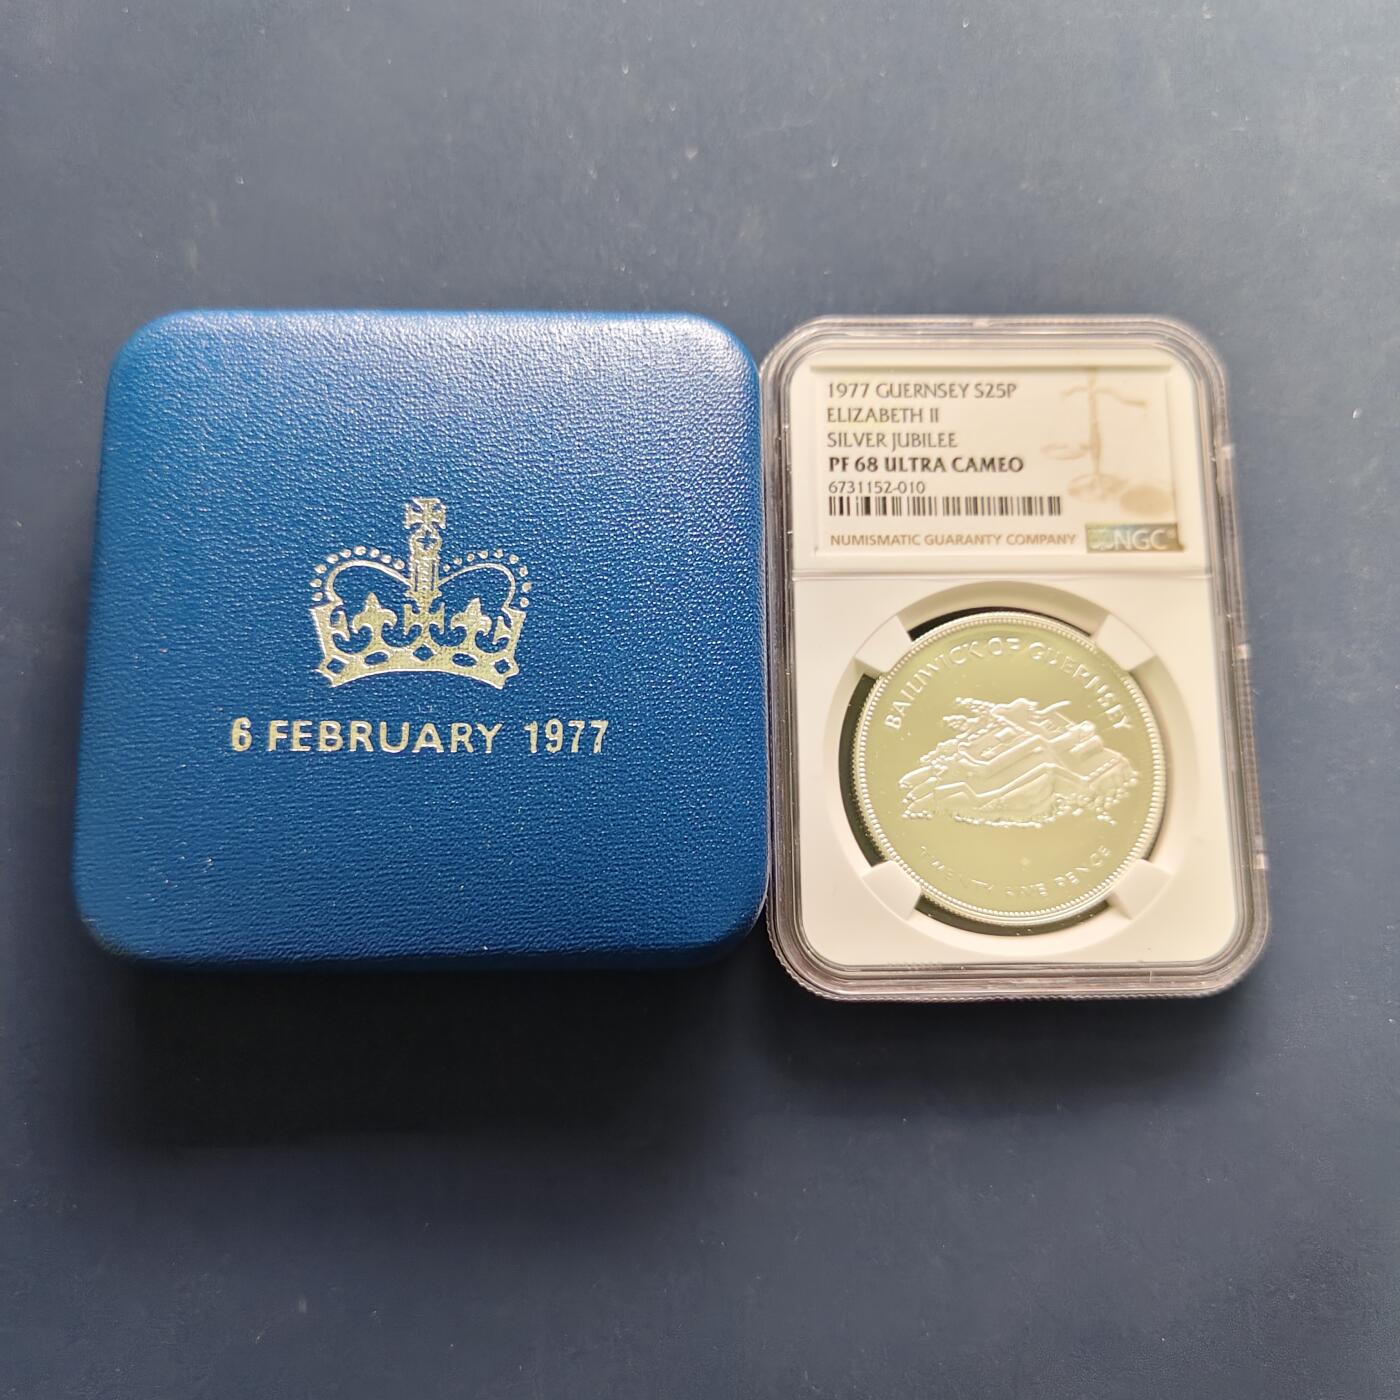 6 FEBRUARY 1977
1977 GUERNSEY S25P
ELIZABETH II
SILVER JUBILEE
PF 68 ULTRA CAMEO
6731152-010
NUMISMATIC GUARANTY COMPANY
NGC
BAILIWICK OF GUERNSEY
TWENTY FIVE PENCE